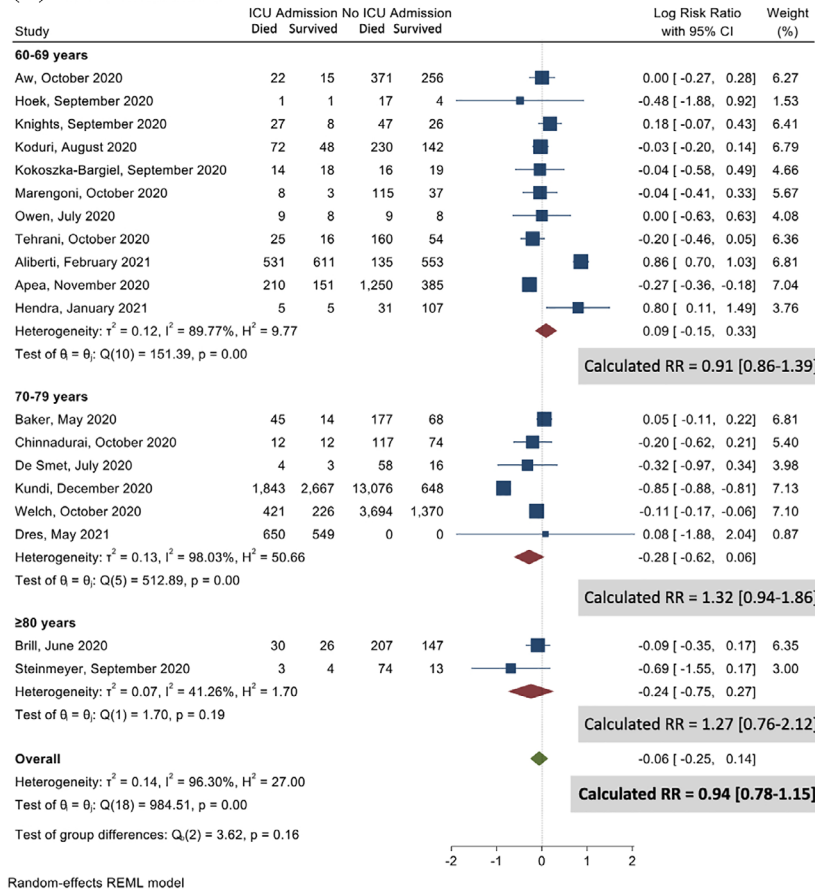 ICU Admission No ICU Admission Log Risk Ratio Weight
Study Died Survived Died Survived with 95% CI (%)
60-69 years
Aw, October 2020 22 15 371 256 0.00 [ -0.27, 0.28] 6.27
Hoek, September 2020 1 1 17 4 -0.48 [ -1.88, 0.92] 1.53
Knights, September 2020 27 8 47 26 0.18 [ -0.07, 0.43] 6.41
Koduri, August 2020 72 48 230 142 -0.03 [ -0.20, 0.14] 6.79
Kokoszka-Bargiel, September 2020 14 18 16 19 -0.04 [ -0.58, 0.49] 4.66
Marengoni, October 2020 8 3 115 37 -0.04 [ -0.41, 0.33] 5.67
Owen, July 2020 9 8 9 8 0.00 [ -0.63, 0.63] 4.08
Tehrani, October 2020 25 16 160 54 -0.20 [ -0.46, 0.05] 6.36
Aliberti, February 2021 531 611 135 553 0.86 [ 0.70, 1.03] 6.81
Apea, November 2020 210 151 1,250 385 -0.27 [ -0.36, -0.18] 7.04
Hendra, January 2021 5 5 31 107 0.80 [ 0.11, 1.49] 3.76
Heterogeneity: τ² = 0.12, I² = 89.77%, H² = 9.77 0.09 [ -0.15, 0.33]
Test of θᵢ = θⱼ: Q(10) = 151.39, p = 0.00
Calculated RR = 0.91 [0.86-1.39]
70-79 years
Baker, May 2020 45 14 177 68 0.05 [ -0.11, 0.22] 6.81
Chinnadurai, October 2020 12 12 117 74 -0.20 [ -0.62, 0.21] 5.40
De Smet, July 2020 4 3 58 16 -0.32 [ -0.97, 0.34] 3.98
Kundi, December 2020 1,843 2,667 13,076 648 -0.85 [ -0.88, -0.81] 7.13
Welch, October 2020 421 226 3,694 1,370 -0.11 [ -0.17, -0.06] 7.10
Dres, May 2021 650 549 0 0 0.08 [ -1.88, 2.04] 0.87
Heterogeneity: τ² = 0.13, I² = 98.03%, H² = 50.66 -0.28 [ -0.62, 0.06]
Test of θᵢ = θⱼ: Q(5) = 512.89, p = 0.00
Calculated RR = 1.32 [0.94-1.86]
≥80 years
Brill, June 2020 30 26 207 147 -0.09 [ -0.35, 0.17] 6.35
Steinmeyer, September 2020 3 4 74 13 -0.69 [ -1.55, 0.17] 3.00
Heterogeneity: τ² = 0.07, I² = 41.26%, H² = 1.70 -0.24 [ -0.75, 0.27]
Test of θᵢ = θⱼ: Q(1) = 1.70, p = 0.19
Calculated RR = 1.27 [0.76-2.12]
Overall -0.06 [ -0.25, 0.14]
Heterogeneity: τ² = 0.14, I² = 96.30%, H² = 27.00
Calculated RR = 0.94 [0.78-1.15]
Test of θᵢ = θⱼ: Q(18) = 984.51, p = 0.00
Test of group differences: Q_b(2) = 3.62, p = 0.16
-2 -1 0 1 2
Random-effects REML model